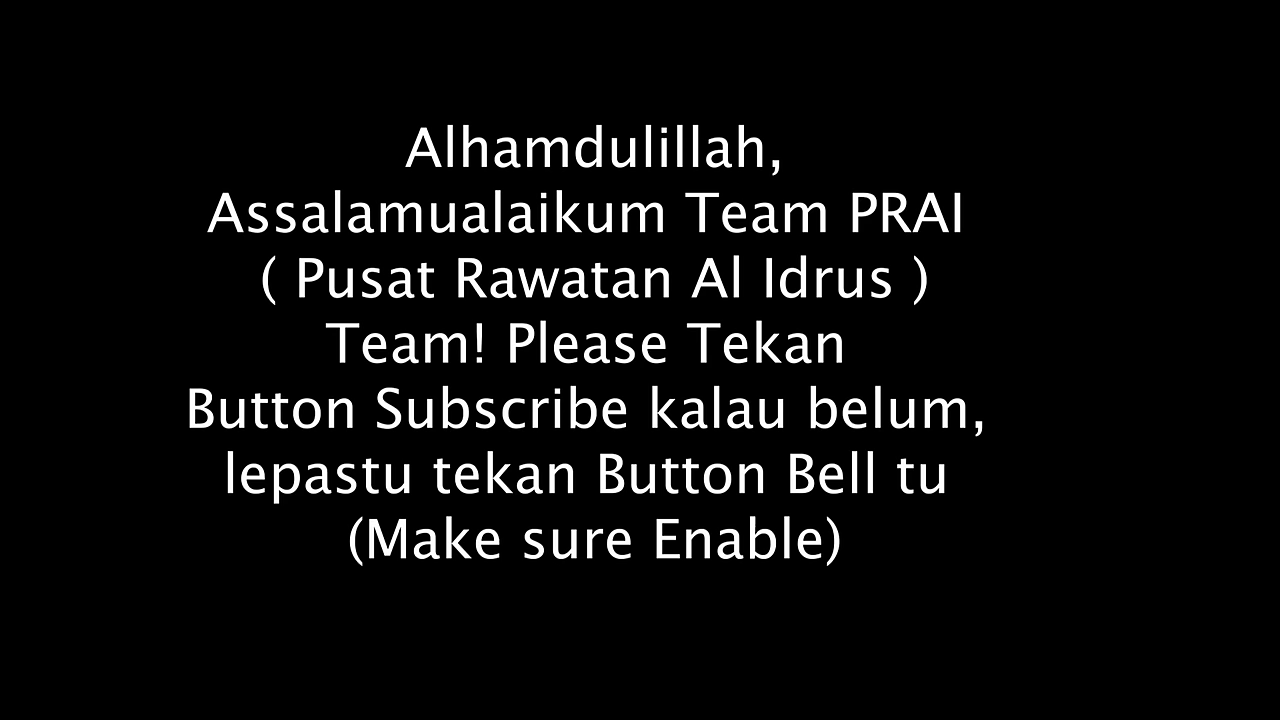 Alhamdulillah,
Assalamualaikum Team PRAI
( Pusat Rawatan Al Idrus )
Team! Please Tekan
Button Subscribe kalau belum,
lepastu tekan Button Bell tu
(Make sure Enable)